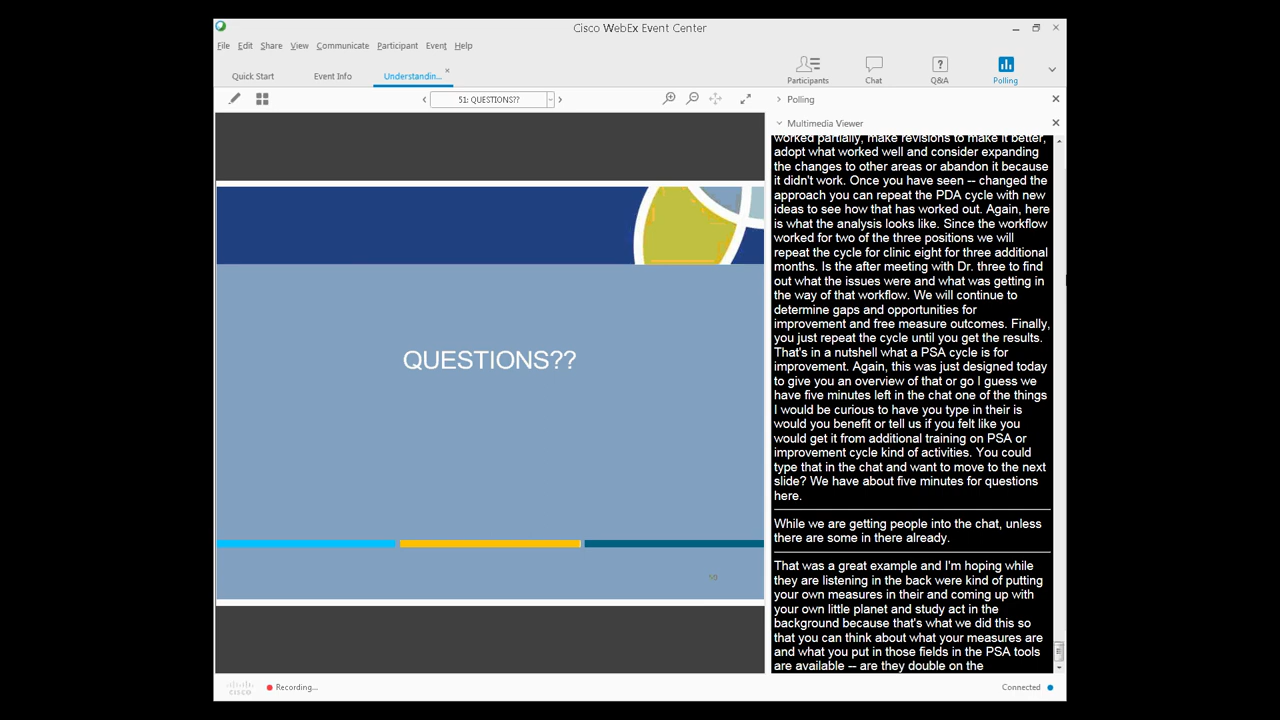 Cisco WebEx Event Center
File Edit Share View Communicate Participant Event Help
Quick Start Event Info Understandin...
Participants Chat Q&A Polling
51: QUESTIONS??
QUESTIONS??
Polling
Multimedia Viewer
worked partially, make revisions to make it better,
adopt what worked well and consider expanding
the changes to other areas or abandon it because
it didn't work. Once you have seen -- changed the
approach you can repeat the PDA cycle with new
ideas to see how that has worked out. Again, here
is what the analysis looks like. Since the workflow
worked for two of the three positions we will
repeat the cycle for clinic eight for three additional
months. Is the after meeting with Dr. three to find
out what the issues were and what was getting in
the way of that workflow. We will continue to
determine gaps and opportunities for
improvement and free measure outcomes. Finally,
you just repeat the cycle until you get the results.
That's in a nutshell what a PSA cycle is for
improvement. Again, this was just designed today
to give you an overview of that or go I guess we
have five minutes left in the chat one of the things
I would be curious to have you type in their is
would you benefit or tell us if you felt like you
would get it from additional training on PSA or
improvement cycle kind of activities. You could
type that in the chat and want to move to the next
slide? We have about five minutes for questions
here.
While we are getting people into the chat, unless
there are some in there already.
That was a great example and I'm hoping while
they are listening in the back were kind of putting
your own measures in their and coming up with
your own little planet and study act in the
background because that's what we did this so
that you can think about what your measures are
and what you put in those fields in the PSA tools
are available -- are they double on the
cisco
Recording...
Connected